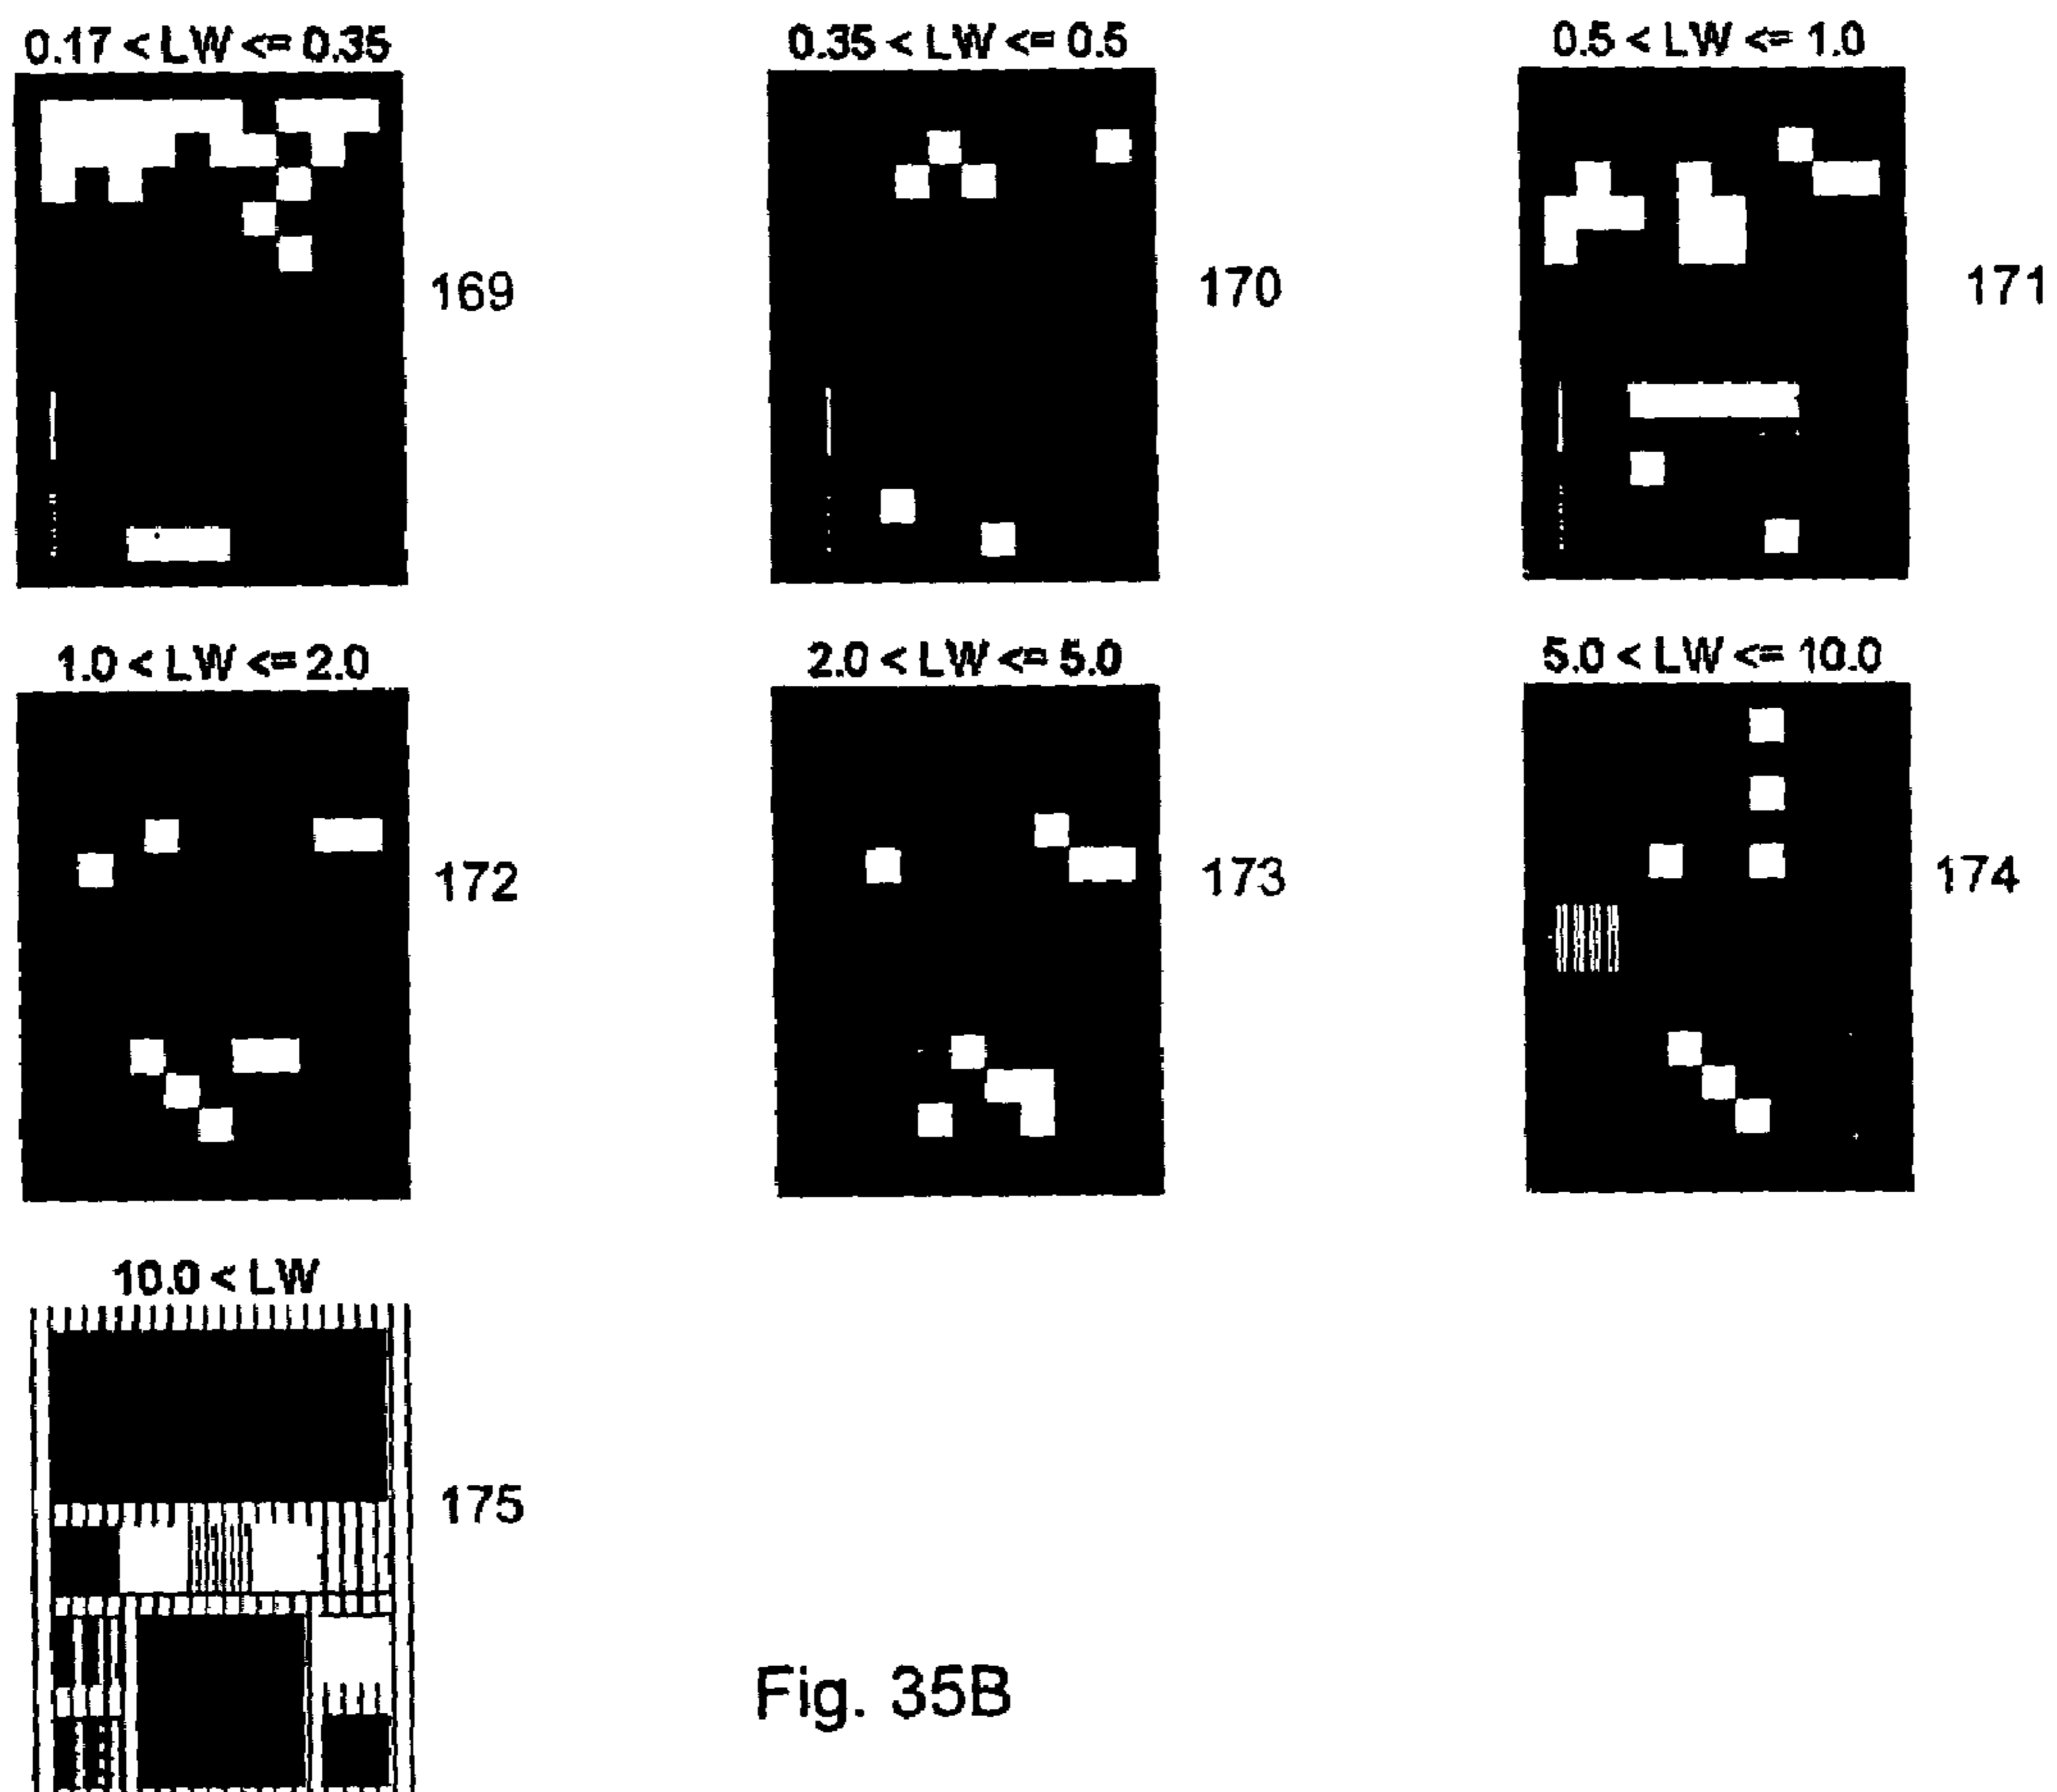 0.17 < LW <= 0.35
0.35 < LW <= 0.5
0.5 < LW <= 1.0
169
170
171
1.0 < LW <= 2.0
2.0 < LW <= 5.0
5.0 < LW <= 10.0
172
173
174
10.0 < LW
175
Fig. 35B